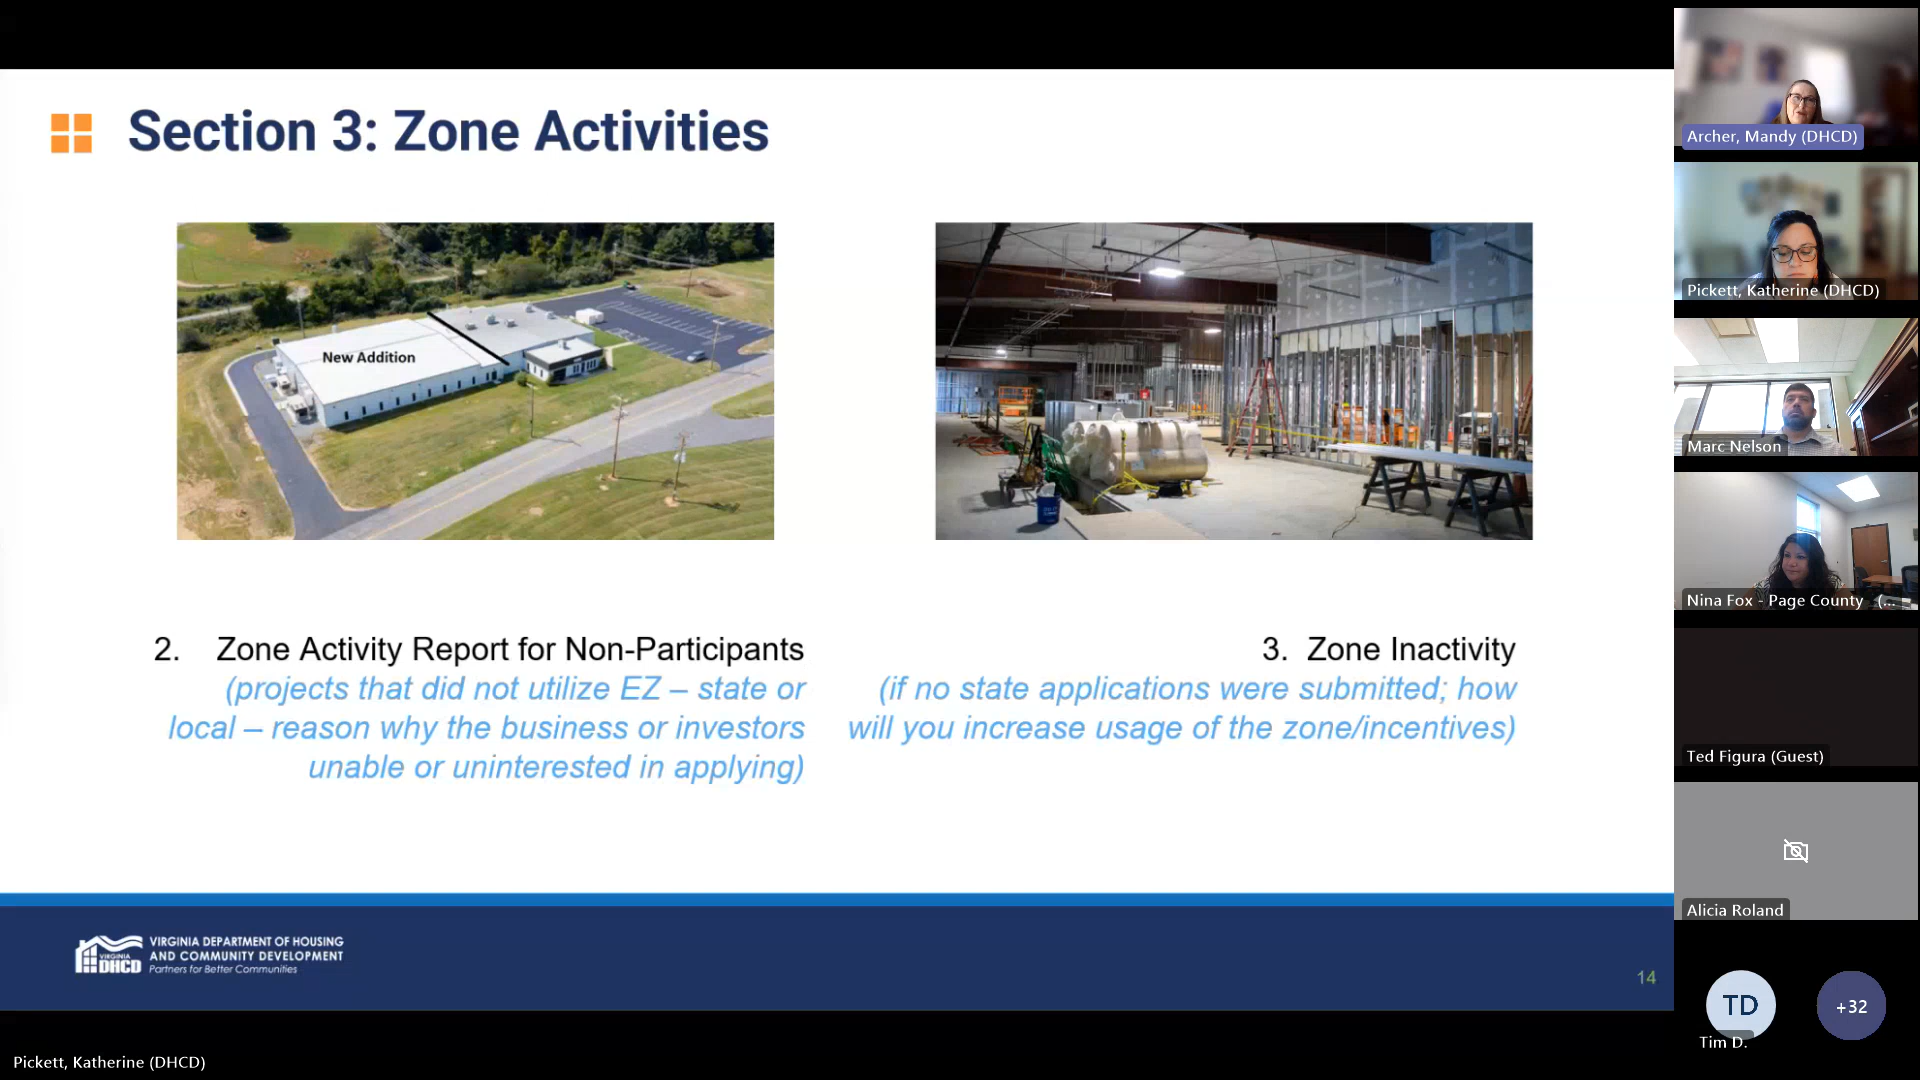 Section 3: Zone Activities
New Addition
2. Zone Activity Report for Non-Participants
(projects that did not utilize EZ – state or
local – reason why the business or investors
unable or uninterested in applying)
3. Zone Inactivity
(if no state applications were submitted; how
will you increase usage of the zone/incentives)
VIRGINIA
DHCD
VIRGINIA DEPARTMENT OF HOUSING
AND COMMUNITY DEVELOPMENT
Partners for Better Communities
14
Pickett, Katherine (DHCD)
Archer, Mandy (DHCD)
Pickett, Katherine (DHCD)
Marc Nelson
Nina Fox - Page County (...
Ted Figura (Guest)
Alicia Roland
TD
Tim D.
+32